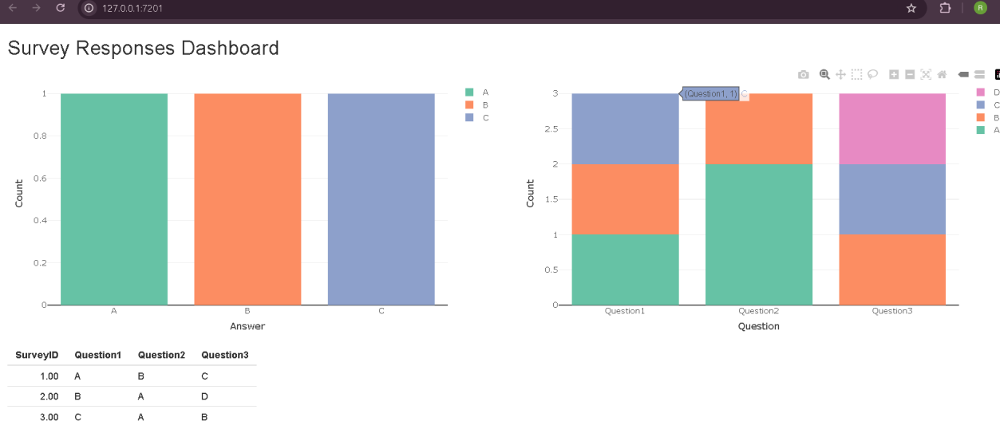 127.0.0.1:7201
R
Survey Responses Dashboard
Count
1
0.8
0.6
0.4
0.2
0
A
B
C
Answer
A
B
C
Count
3
2.5
2
1.5
1
0.5
0
(Question1, 1) C
Question1
Question2
Question3
Question
D
C
B
A
SurveyID Question1 Question2 Question3
1.00 A B C
2.00 B A D
3.00 C A B